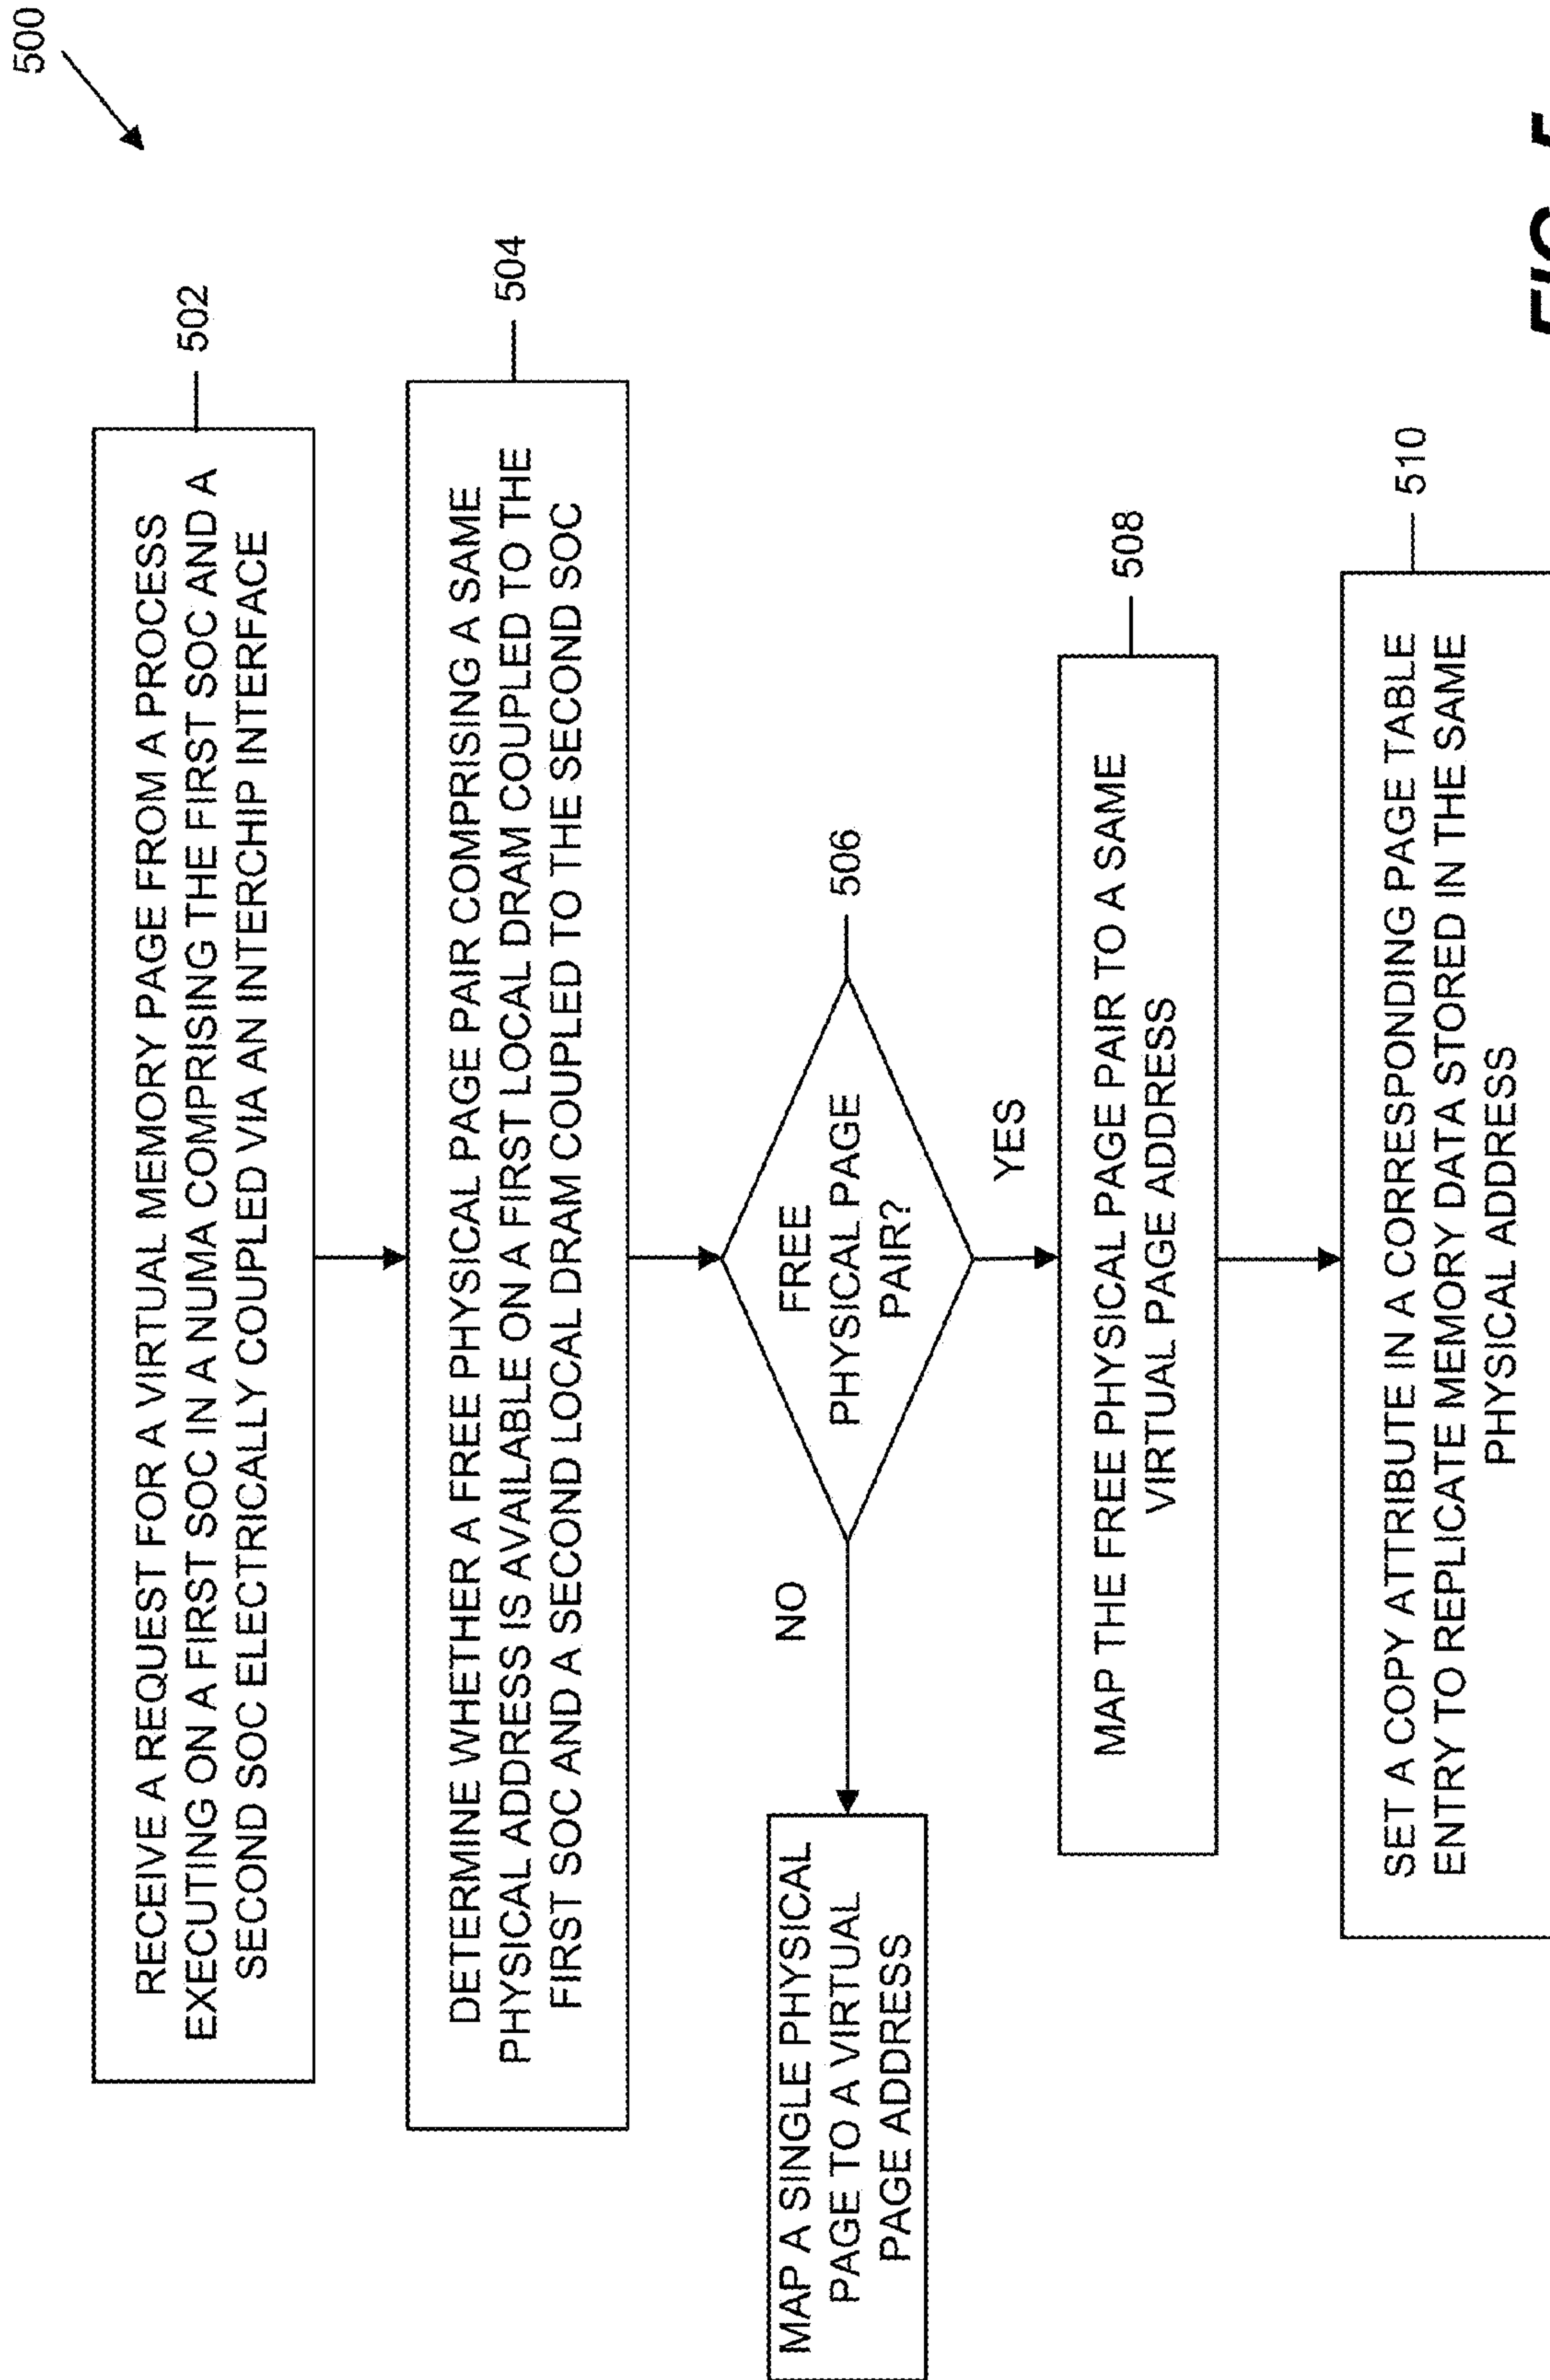 500
RECEIVE A REQUEST FOR A VIRTUAL MEMORY PAGE FROM A PROCESS
EXECUTING ON A FIRST SOC IN A NUMA COMPRISING THE FIRST SOC AND A
SECOND SOC ELECTRICALLY COUPLED VIA AN INTERCHIP INTERFACE
502
DETERMINE WHETHER A FREE PHYSICAL PAGE PAIR COMPRISING A SAME
PHYSICAL ADDRESS IS AVAILABLE ON A FIRST LOCAL DRAM COUPLED TO THE
FIRST SOC AND A SECOND LOCAL DRAM COUPLED TO THE SECOND SOC
504
FREE
PHYSICAL PAGE
PAIR?
506
NO
MAP A SINGLE PHYSICAL
PAGE TO A VIRTUAL
PAGE ADDRESS
YES
MAP THE FREE PHYSICAL PAGE PAIR TO A SAME
VIRTUAL PAGE ADDRESS
508
SET A COPY ATTRIBUTE IN A CORRESPONDING PAGE TABLE
ENTRY TO REPLICATE MEMORY DATA STORED IN THE SAME
PHYSICAL ADDRESS
510